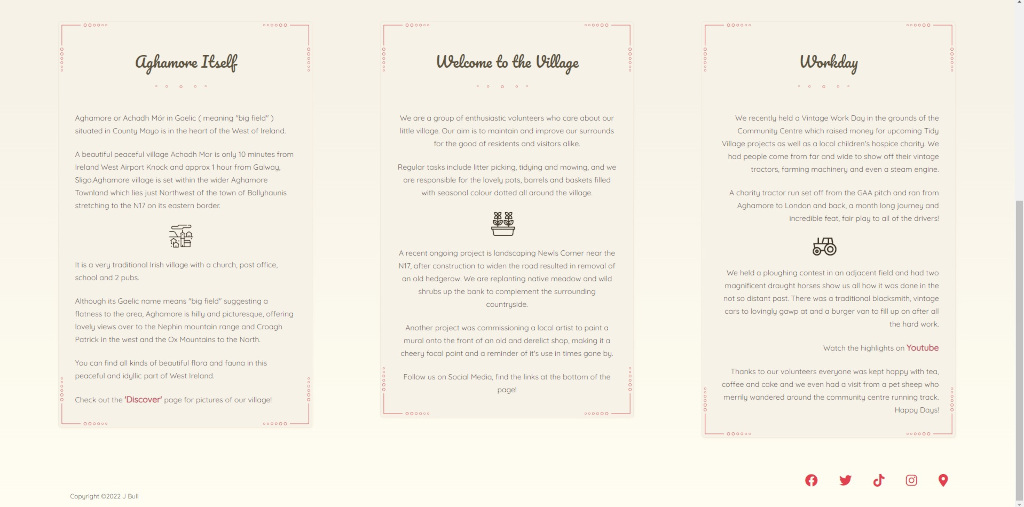 Aghamore Itself
Aghamore or Achadh Mór in Gaelic ( meaning "big field" )
situated in County Mayo is in the heart of the West of Ireland.
A beautiful peaceful village Achadh Mor is only 10 minutes from
Ireland West Airport Knock and approx 1 hour from Galway,
Sligo.Aghamore village is set within the wider Aghamore
Townland which lies just Northwest of the town of Ballyhaunis
stretching to the N17 on its eastern border.
It is a very traditional Irish village with a church, post office,
school and 2 pubs.
Although its Gaelic name means "big field" suggesting a
flatness to the area, Aghamore is hilly and picturesque, offering
lovely views over to the Nephin mountain range and Croagh
Patrick in the west and the Ox Mountains to the North.
You can find all kinds of beautiful flora and fauna in this
peaceful and idyllic part of West Ireland.
Check out the 'Discover' page for pictures of our village!
Welcome to the Village
We are a group of enthusiastic volunteers who care about our
little village. Our aim is to maintain and improve our surrounds
for the good of residents and visitors alike.
Regular tasks include litter picking, tidying and mowing, and we
are responsible for the lovely pots, barrels and baskets filled
with seasonal colour dotted all around the village.
A recent ongoing project is landscaping Newls Corner near the
N17, after construction to widen the road resulted in removal of
an old hedgerow. We are replanting native meadow and wild
shrubs up the bank to complement the surrounding
countryside.
Another project was commissioning a local artist to paint a
mural onto the front of an old and derelict shop, making it a
cheery focal point and a reminder of it's use in times gone by.
Follow us on Social Media, find the links at the bottom of the
page!
Workday
We recently held a Vintage Work Day in the grounds of the
Community Centre which raised money for upcoming Tidy
Village projects as well as a local children's hospice charity. We
had people come from far and wide to show off their vintage
tractors, farming machinery and even a steam engine.
A charity tractor run set off from the GAA pitch and ran from
Aghamore to London and back, a month long journey and
incredible feat, fair play to all of the drivers!
We held a ploughing contest in an adjacent field and had two
magnificent draught horses show us all how it was done in the
not so distant past. There was a traditional blacksmith, vintage
cars to lovingly gawp at and a burger van to fill up on after all
the hard work.
Watch the highlights on Youtube
Thanks to our volunteers everyone was kept happy with tea,
coffee and cake and we even had a visit from a pet sheep who
merrily wandered around the community centre running track.
Happy Days!
Copyright ©2022 J Bull